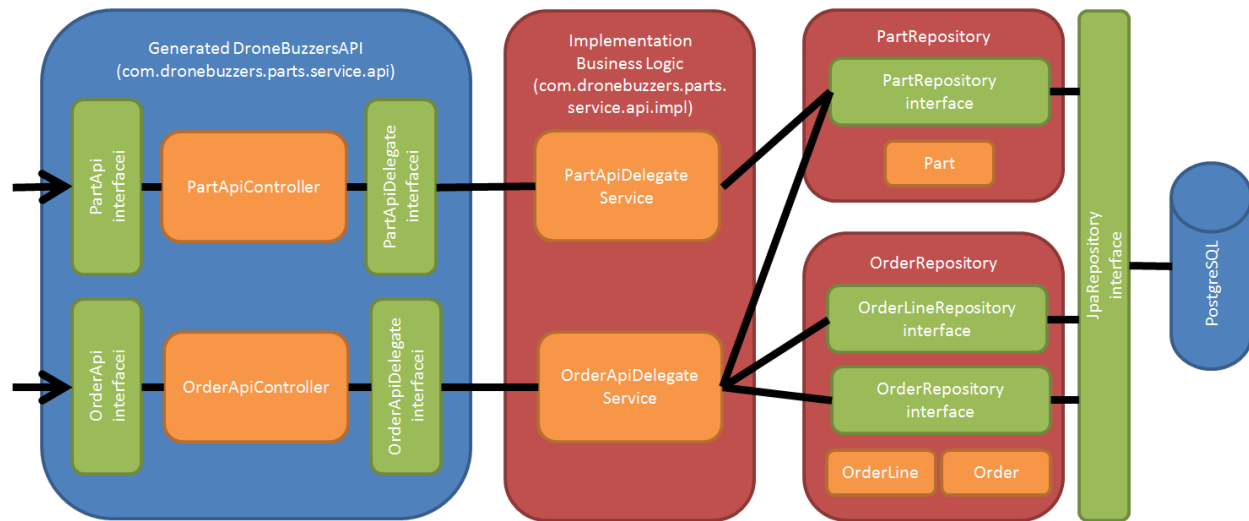 Generated DroneBuzzersAPI
(com.dronebuzzers.parts.service.api)
PartApi
interfacei
PartApiController
PartApiDelegate
interfacei
OrderApi
interfacei
OrderApiController
OrderApiDelegate
interfacei
Implementation
Business Logic
(com.dronebuzzers.parts.
service.api.impl)
PartApiDelegate
Service
OrderApiDelegate
Service
PartRepository
PartRepository
interface
Part
OrderRepository
OrderLineRepository
interface
OrderRepository
interface
OrderLine
Order
JpaRepository
interface
PostgreSQL